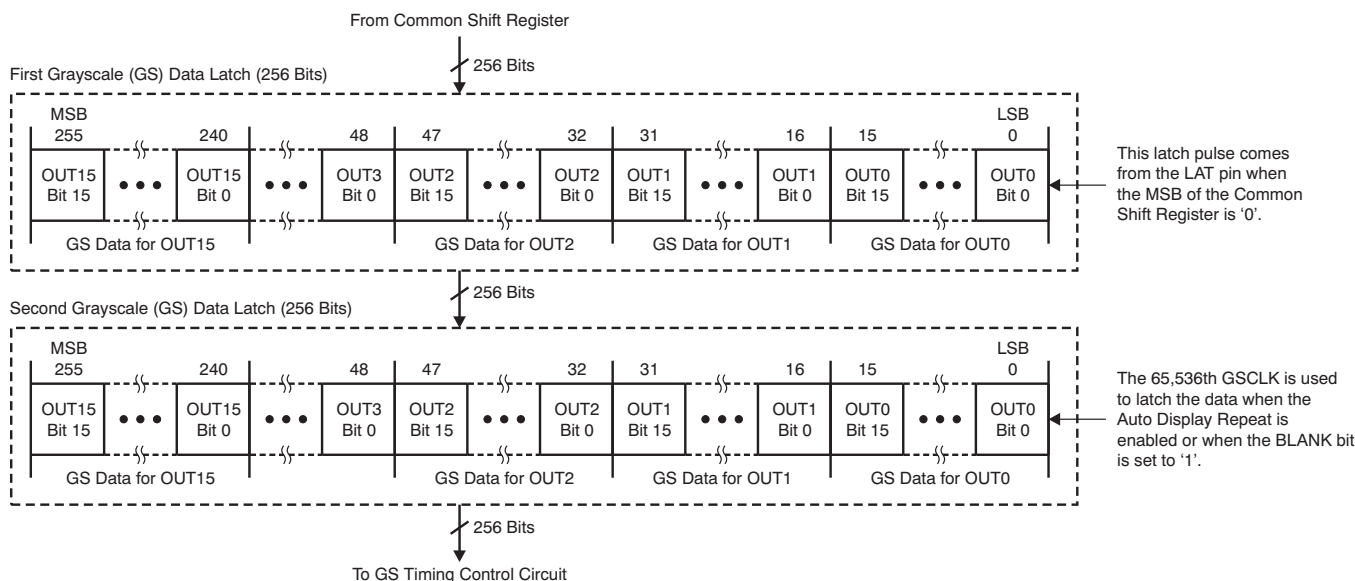 From Common Shift Register
256 Bits
First Grayscale (GS) Data Latch (256 Bits)
MSB LSB
255 240 48 47 32 31 16 15 0
OUT15 OUT15 OUT3 OUT2 OUT2 OUT1 OUT1 OUT0 OUT0
Bit 15 Bit 0 Bit 0 Bit 15 Bit 0 Bit 15 Bit 0 Bit 15 Bit 0
GS Data for OUT15 GS Data for OUT2 GS Data for OUT1 GS Data for OUT0
This latch pulse comes
from the LAT pin when
the MSB of the Common
Shift Register is ‘0’.
256 Bits
Second Grayscale (GS) Data Latch (256 Bits)
MSB LSB
255 240 48 47 32 31 16 15 0
OUT15 OUT15 OUT3 OUT2 OUT2 OUT1 OUT1 OUT0 OUT0
Bit 15 Bit 0 Bit 0 Bit 15 Bit 0 Bit 15 Bit 0 Bit 15 Bit 0
GS Data for OUT15 GS Data for OUT2 GS Data for OUT1 GS Data for OUT0
The 65,536th GSCLK is used
to latch the data when the
Auto Display Repeat is
enabled or when the BLANK bit
is set to ‘1’.
256 Bits
To GS Timing Control Circuit